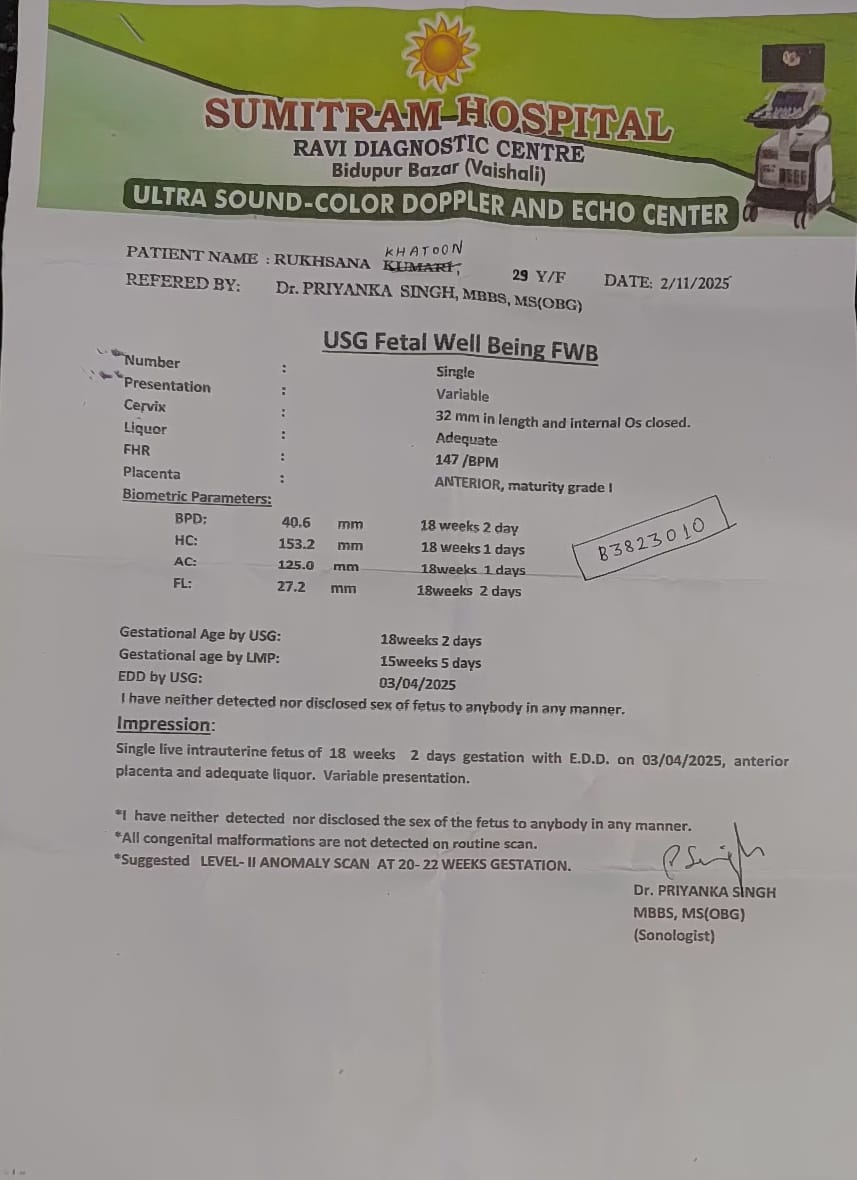 SUMITRAM HOSPITAL
RAVI DIAGNOSTIC CENTRE
Bidupur Bazar (Vaishali)
ULTRA SOUND-COLOR DOPPLER AND ECHO CENTER
PATIENT NAME : RUKHSANA KUMARI, KHATOON 29 Y/F DATE: 2/11/2025
REFERED BY: Dr. PRIYANKA SINGH, MBBS, MS(OBG)
USG Fetal Well Being FWB
Number : Single
Presentation : Variable
Cervix : 32 mm in length and internal Os closed.
Liquor : Adequate
FHR : 147 /BPM
Placenta : ANTERIOR, maturity grade I
Biometric Parameters:
BPD: 40.6 mm 18 weeks 2 day
HC: 153.2 mm 18 weeks 1 days
AC: 125.0 mm 18weeks 1 days
FL: 27.2 mm 18weeks 2 days
B3823010
Gestational Age by USG: 18weeks 2 days
Gestational age by LMP: 15weeks 5 days
EDD by USG: 03/04/2025
I have neither detected nor disclosed sex of fetus to anybody in any manner.
Impression:
Single live intrauterine fetus of 18 weeks 2 days gestation with E.D.D. on 03/04/2025, anterior
placenta and adequate liquor. Variable presentation.
*I have neither detected nor disclosed the sex of the fetus to anybody in any manner.
*All congenital malformations are not detected on routine scan.
*Suggested LEVEL- II ANOMALY SCAN AT 20- 22 WEEKS GESTATION.
P Singh
Dr. PRIYANKA SINGH
MBBS, MS(OBG)
(Sonologist)